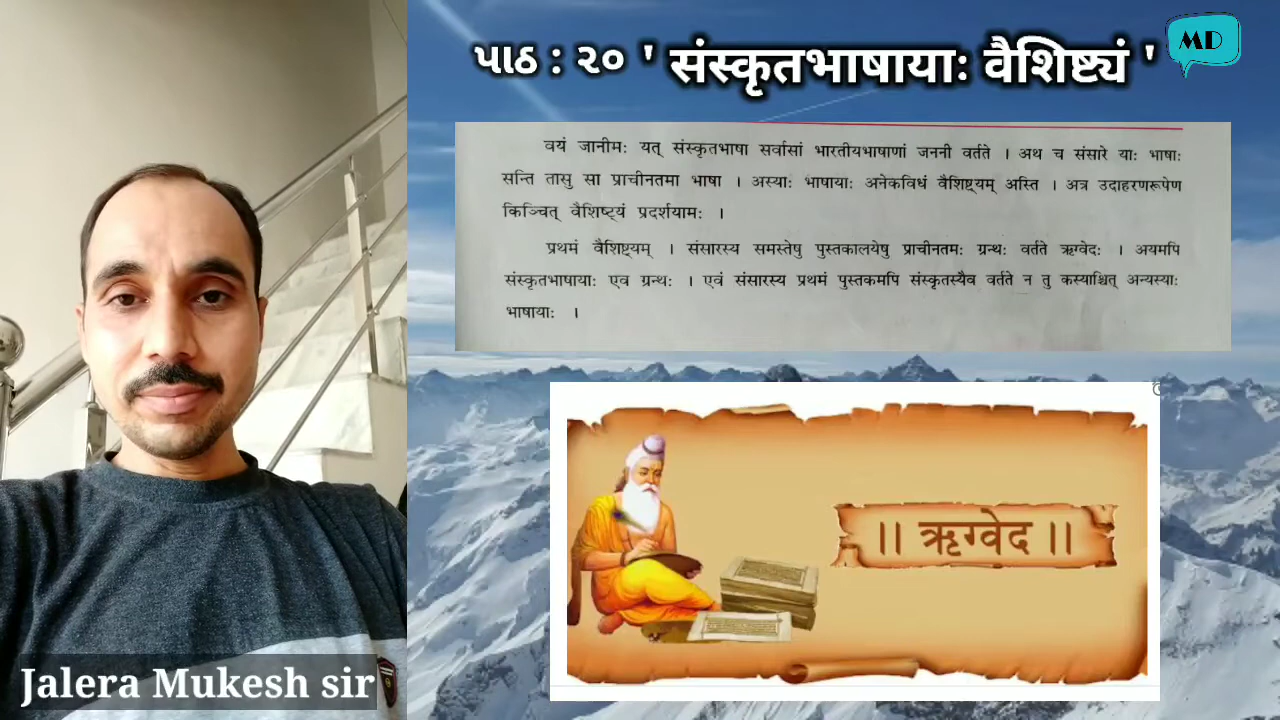 પાઠ : ૨૦ ' संस्कृतभाषायाः वैशिष्ट्यं '
MD
वयं जानीमः यत् संस्कृतभाषा सर्वासां भारतीयभाषाणां जननी वर्तते । अथ च संसारे याः भाषाः
सन्ति तासु सा प्राचीनतमा भाषा । अस्याः भाषायाः अनेकविधं वैशिष्ट्यम् अस्ति । अत्र उदाहरणरूपेण
किञ्चित् वैशिष्ट्यं प्रदर्शयामः ।
प्रथमं वैशिष्ट्यम् । संसारस्य समस्तेषु पुस्तकालयेषु प्राचीनतमः ग्रन्थः वर्तते ऋग्वेदः । अयमपि
संस्कृतभाषायाः एव ग्रन्थः । एवं संसारस्य प्रथमं पुस्तकमपि संस्कृतस्यैव वर्तते न तु कस्याश्चित् अन्यस्याः
भाषायाः ।
।। ऋग्वेद ।।
Jalera Mukesh sir